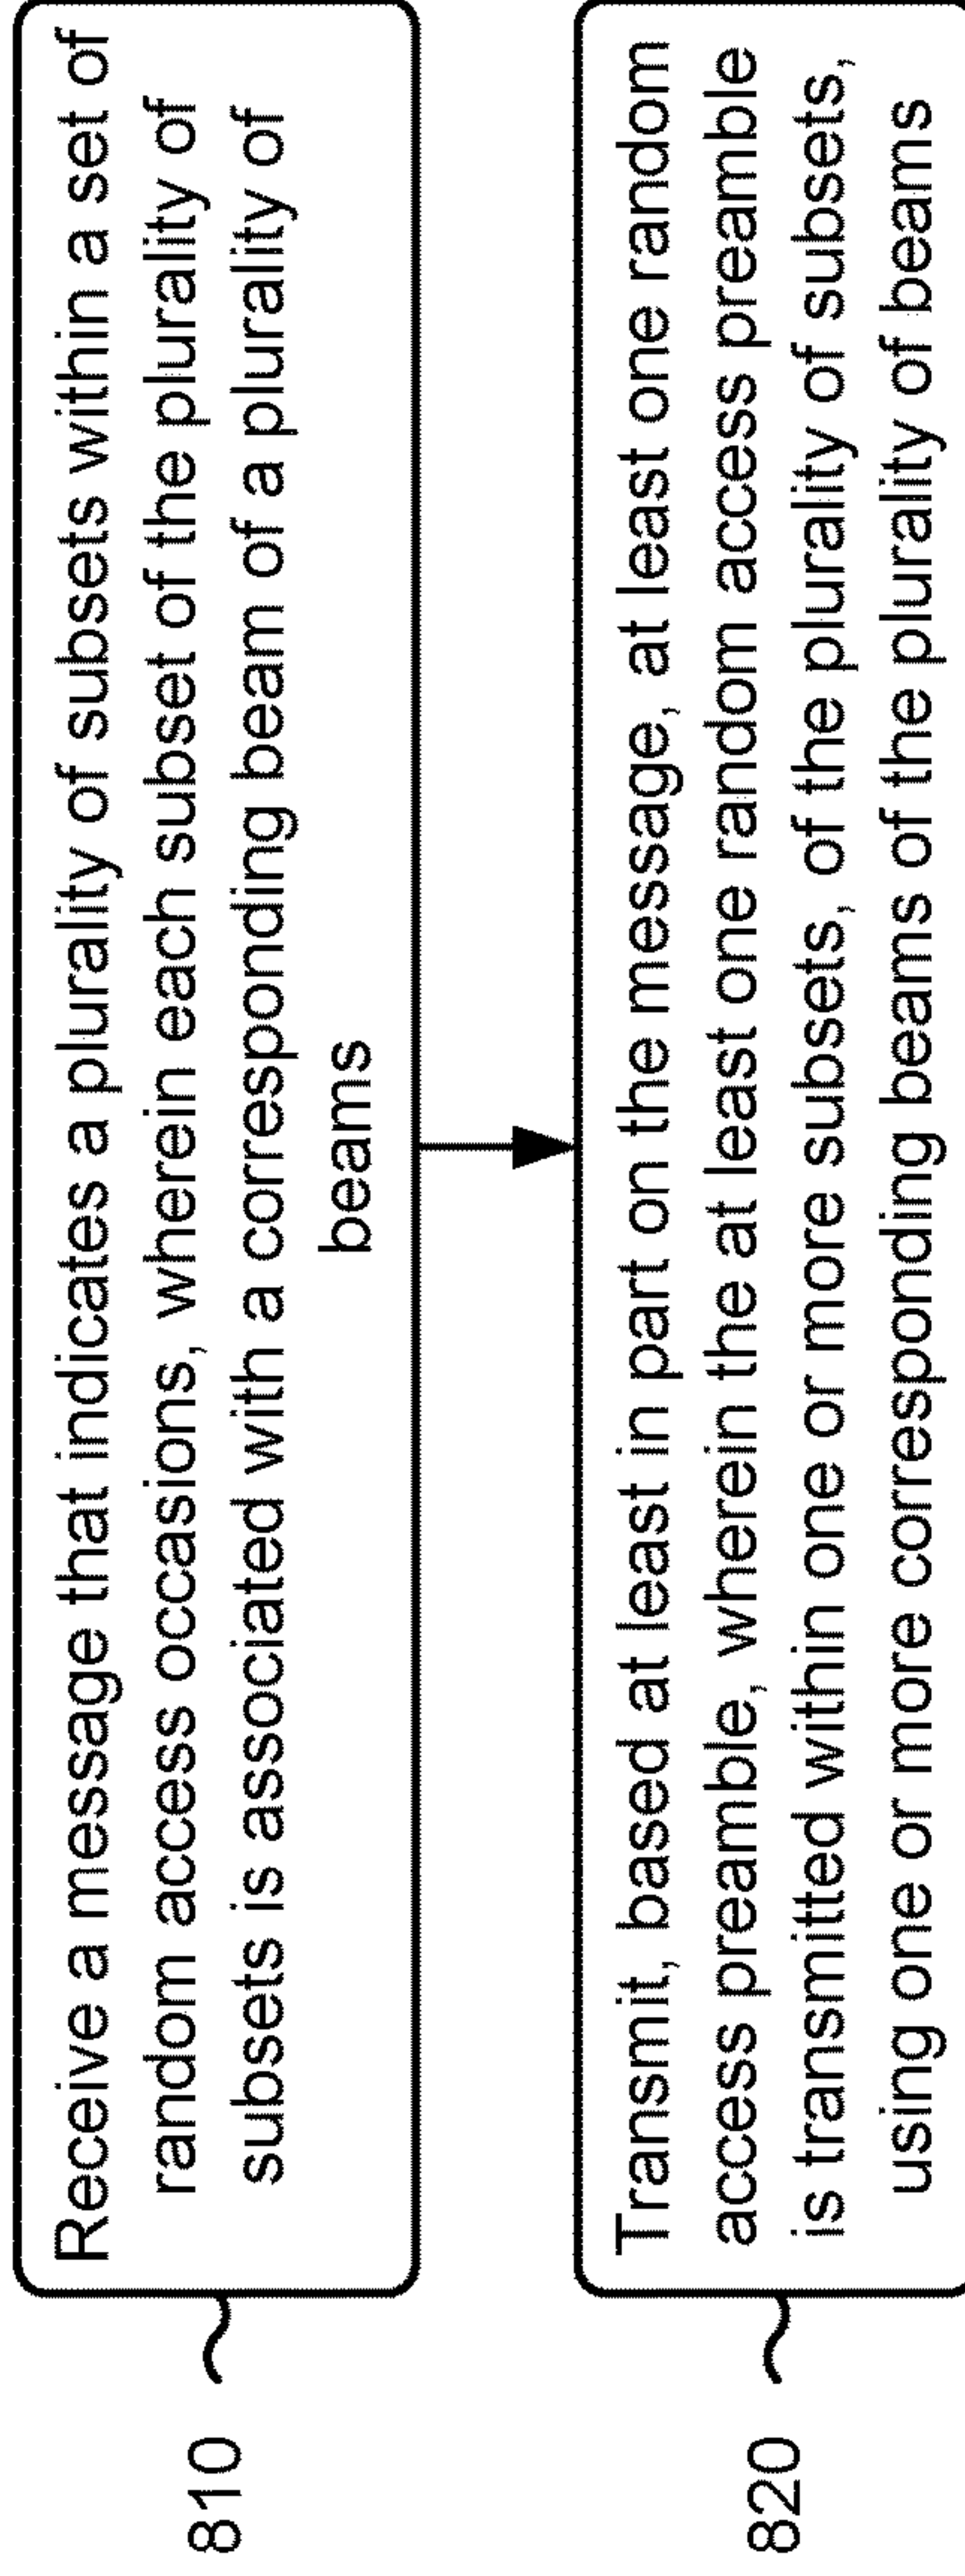 810
Receive a message that indicates a plurality of subsets within a set of
random access occasions, wherein each subset of the plurality of
subsets is associated with a corresponding beam of a plurality of
beams
820
Transmit, based at least in part on the message, at least one random
access preamble, wherein the at least one random access preamble
is transmitted within one or more subsets, of the plurality of subsets,
using one or more corresponding beams of the plurality of beams